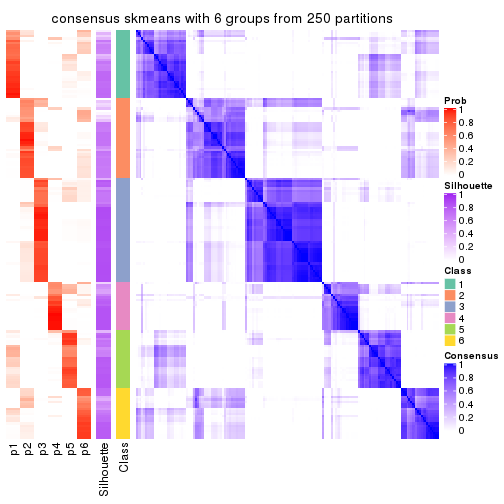 consensus skmeans with 6 groups from 250 partitions
Prob
1
0.8
0.6
0.4
0.2
0
Silhouette
1
0.8
0.6
0.4
0.2
0
Class
1
2
3
4
5
6
Consensus
1
0.8
0.6
0.4
0.2
0
p1
p2
p3
p4
p5
p6
Silhouette
Class